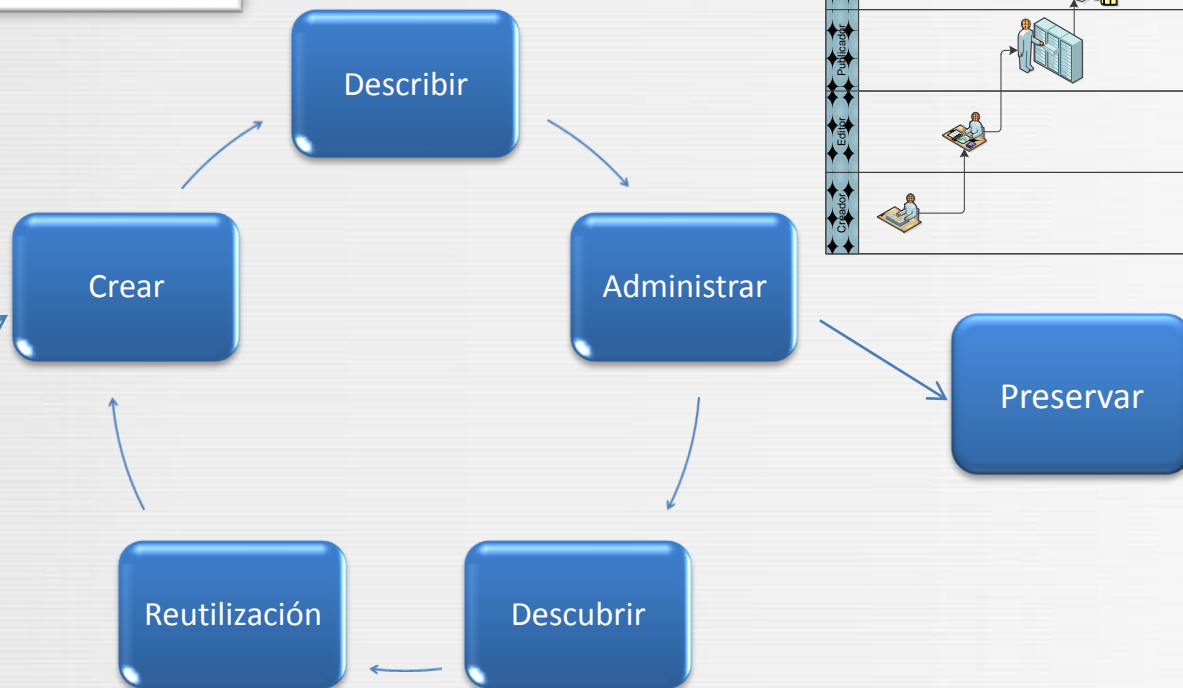 Describir
Publicador
Editor
Creador
Crear
Administrar
Preservar
Reutilización
Descubrir